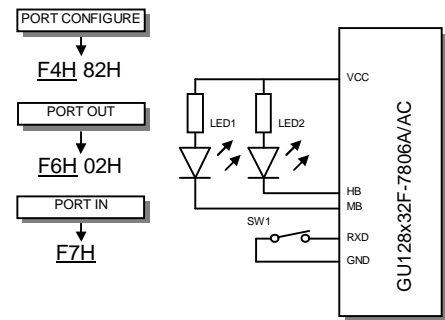 PORT CONFIGURE
F4H 82H
PORT OUT
F6H 02H
PORT IN
F7H
VCC
LED1
LED2
HB
MB
SW1
RXD
GND
GU128x32F-7806A/AC